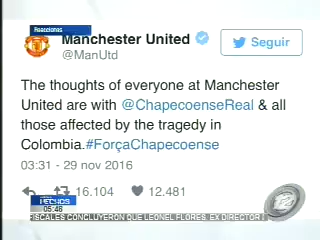 Reacciones
Manchester United
@ManUtd
Seguir
The thoughts of everyone at Manchester
United are with @ChapecoenseReal & all
those affected by the tragedy in
Colombia.#ForçaChapecoense
03:31 - 29 nov 2016
16.104 12.481
HECHOS
05:46
FISCALES CONCLUYERON QUE LEONEL FLORES, EX DIRECTOR